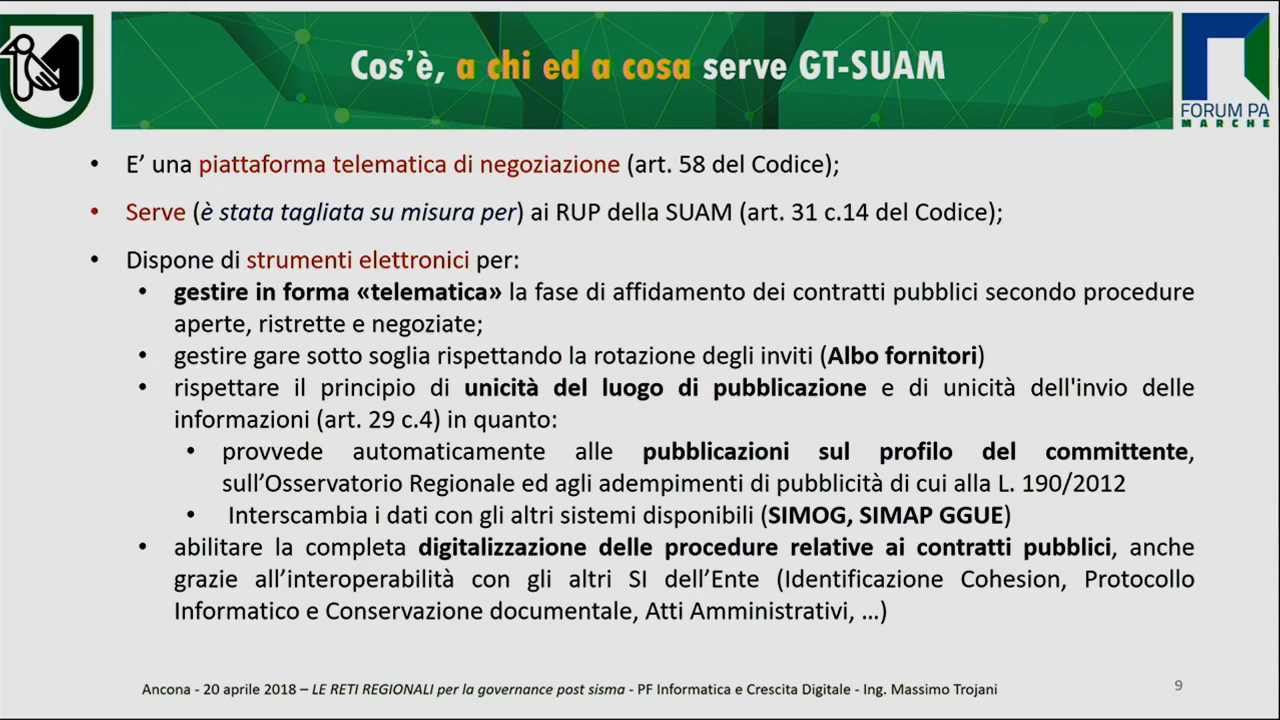 Cos'è, a chi ed a cosa serve GT-SUAM
FORUM PA
MARCHE
• E' una piattaforma telematica di negoziazione (art. 58 del Codice);
• Serve (è stata tagliata su misura per) ai RUP della SUAM (art. 31 c.14 del Codice);
• Dispone di strumenti elettronici per:
• gestire in forma «telematica» la fase di affidamento dei contratti pubblici secondo procedure
aperte, ristrette e negoziate;
• gestire gare sotto soglia rispettando la rotazione degli inviti (Albo fornitori)
• rispettare il principio di unicità del luogo di pubblicazione e di unicità dell'invio delle
informazioni (art. 29 c.4) in quanto:
• provvede automaticamente alle pubblicazioni sul profilo del committente,
sull'Osservatorio Regionale ed agli adempimenti di pubblicità di cui alla L. 190/2012
• Interscambia i dati con gli altri sistemi disponibili (SIMOG, SIMAP GGUE)
• abilitare la completa digitalizzazione delle procedure relative ai contratti pubblici, anche
grazie all'interoperabilità con gli altri SI dell'Ente (Identificazione Cohesion, Protocollo
Informatico e Conservazione documentale, Atti Amministrativi, ...)
Ancona - 20 aprile 2018 – LE RETI REGIONALI per la governance post sisma - PF Informatica e Crescita Digitale - Ing. Massimo Trojani
9